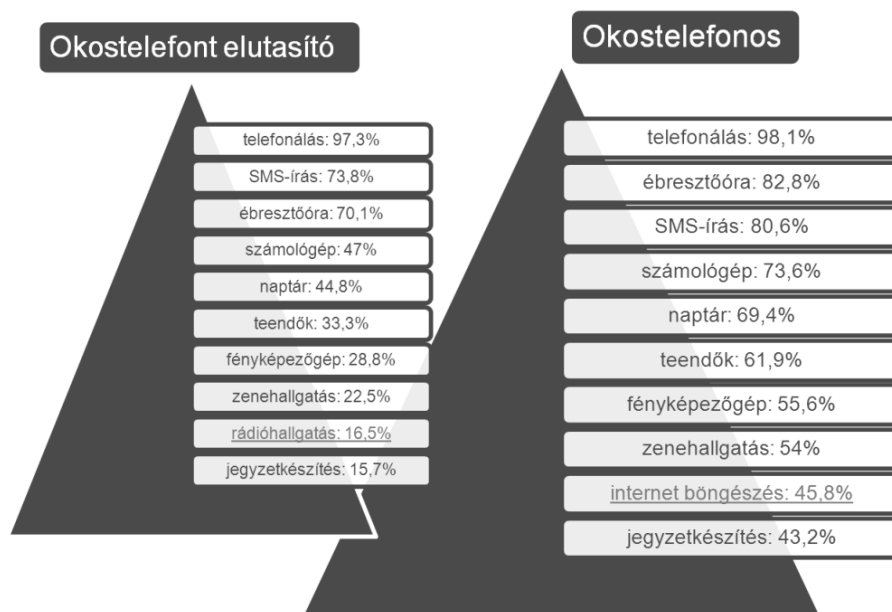 Okostelefont elutasító
telefonálás: 97,3%
SMS-írás: 73,8%
ébresztőóra: 70,1%
számológép: 47%
naptár: 44,8%
teendők: 33,3%
fényképezőgép: 28,8%
zenehallgatás: 22,5%
rádióhallgatás: 16,5%
jegyzetkészítés: 15,7%
Okostelefonos
telefonálás: 98,1%
ébresztőóra: 82,8%
SMS-írás: 80,6%
számológép: 73,6%
naptár: 69,4%
teendők: 61,9%
fényképezőgép: 55,6%
zenehallgatás: 54%
internet böngészés: 45,8%
jegyzetkészítés: 43,2%